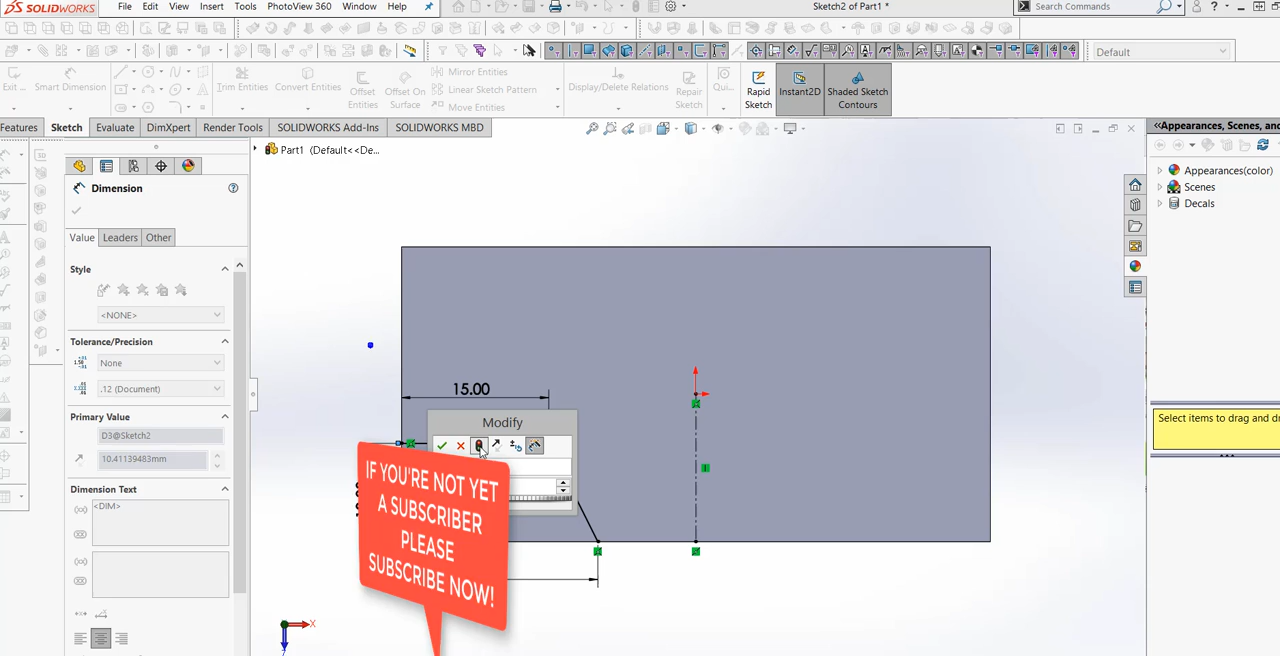 SOLIDWORKS
File Edit View Insert Tools PhotoView 360 Window Help
Sketch2 of Part1 *
Search Commands
Default
Exit ...
Smart Dimension
Trim Entities
Convert Entities
Offset Entities
Offset On Surface
Mirror Entities
Linear Sketch Pattern
Move Entities
Display/Delete Relations
Repair Sketch
Qui...
Rapid Sketch
Instant2D
Shaded Sketch Contours
Features
Sketch
Evaluate
DimXpert
Render Tools
SOLIDWORKS Add-Ins
SOLIDWORKS MBD
Part1 (Default<<De...
<<Appearances, Scenes, an
Appearances(color)
Scenes
Decals
Select items to drag and dr
Dimension
Value Leaders Other
Style
<NONE>
Tolerance/Precision
None
.12 (Document)
Primary Value
D3@Sketch2
10.41139483mm
Dimension Text
<DIM>
15.00
Modify
IF YOU'RE NOT YET
A SUBSCRIBER
PLEASE
SUBSCRIBE NOW!
X